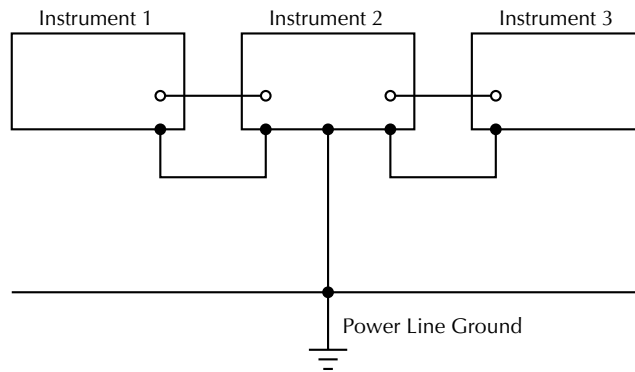 Instrument 1
Instrument 2
Instrument 3
Power Line Ground